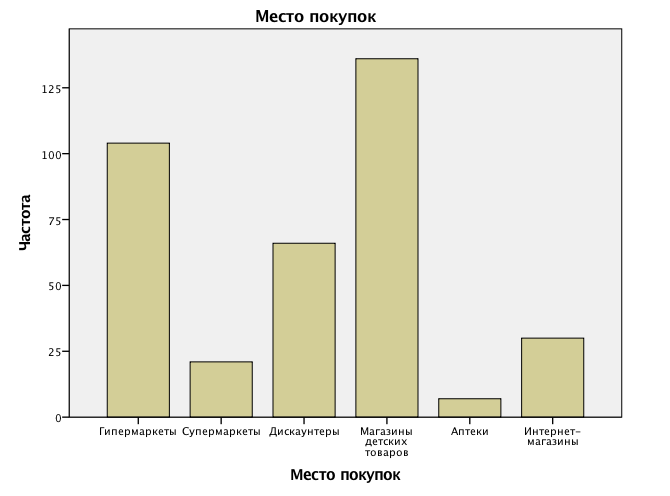 Место покупок
Частота
125
100
75
50
25
0
Гипермаркеты
Супермаркеты
Дискаунтеры
Магазины
детских
товаров
Аптеки
Интернет-
магазины
Место покупок